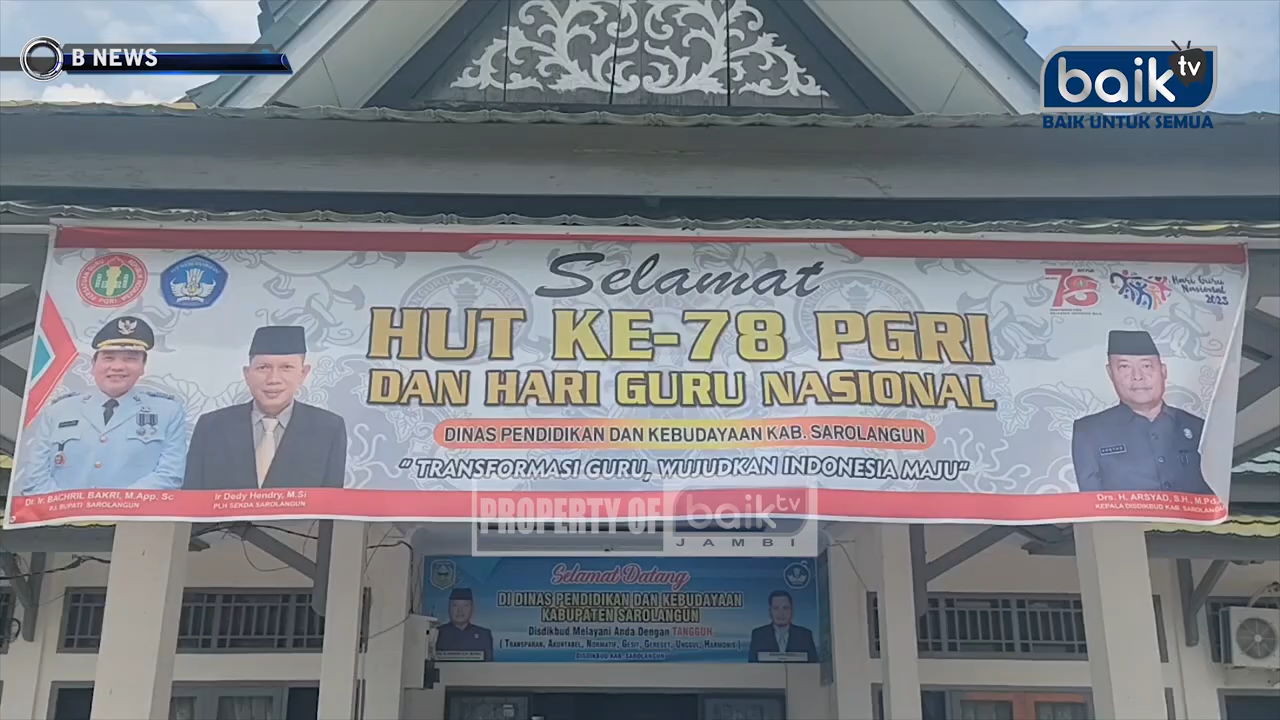 B NEWS
baik tv
BAIK UNTUK SEMUA
Selamat
HUT KE-78 PGRI
DAN HARI GURU NASIONAL
DINAS PENDIDIKAN DAN KEBUDAYAAN KAB. SAROLANGUN
"TRANSFORMASI GURU, WUJUDKAN INDONESIA MAJU"
78
Hari Guru
Nasional
2023
Dr. Ir. BACHRIL BAKRI, M.App. Sc
P.J. BUPATI SAROLANGUN
Ir Dedy Hendry, M.Si
PLH SEKDA SAROLANGUN
Drs. H. ARSYAD, S.H., M.Pd
KEPALA DISDIKBUD KAB. SAROLANGUN
PROPERTY OF baik tv
JAMBI
Selamat Datang
DI DINAS PENDIDIKAN DAN KEBUDAYAAN
KABUPATEN SAROLANGUN
Disdikbud Melayani Anda Dengan TANGGUH
( Transparan, Akuntabel, Normatif, Gesit, Gereget, Unggul, Harmonis )
DISDIKBUD KAB. SAROLANGUN